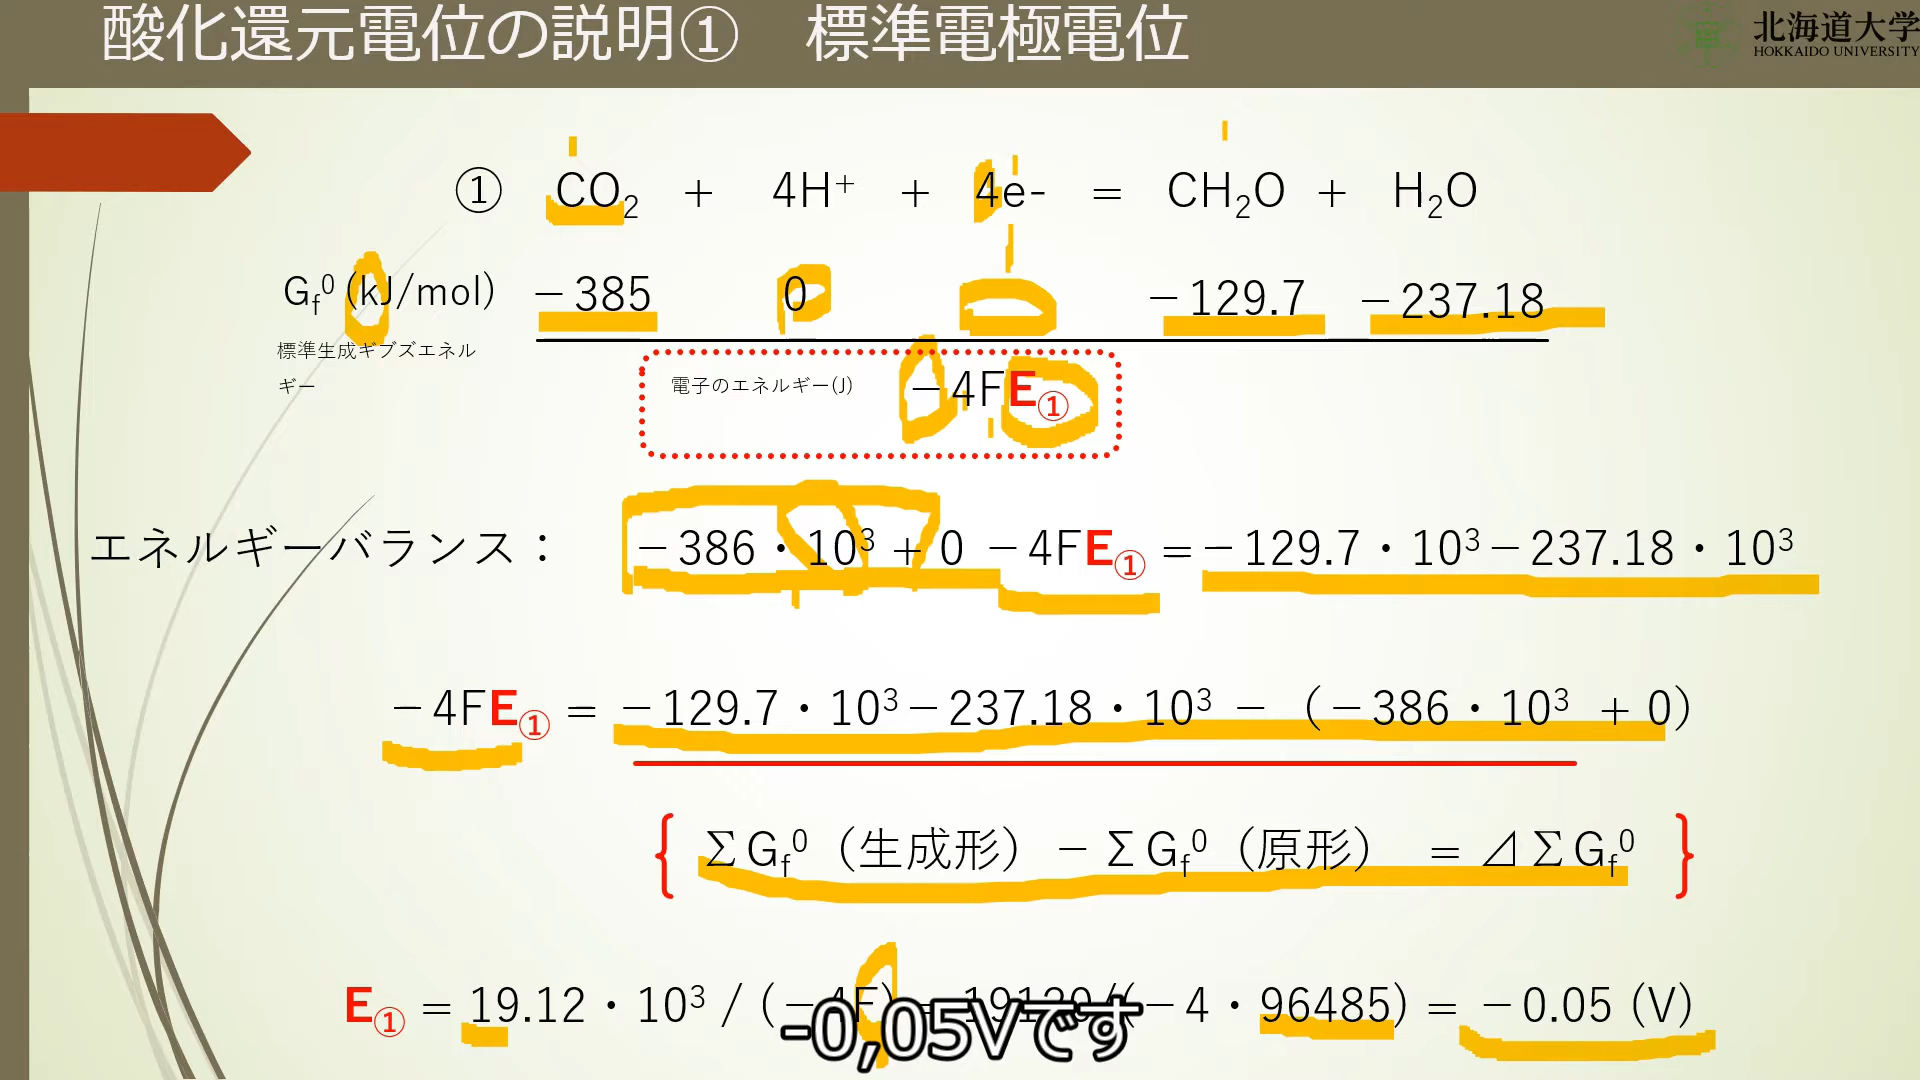 酸化還元電位の説明① 標準電極電位
北海道大学
HOKKAIDO UNIVERSITY
① CO₂ + 4H⁺ + 4e- = CH₂O + H₂O
Gf⁰ (kJ/mol) －385 0 －129.7 －237.18
標準生成ギブズエネル
ギー
電子のエネルギー(J) －4FE①
エネルギーバランス： －386・10³ + 0 －4FE① =－129.7・10³－237.18・10³
－4FE① = －129.7・10³－237.18・10³ － （－386・10³ + 0）
{ ΣGf⁰（生成形）－ΣGf⁰（原形） = ⊿ΣGf⁰ }
E① = 19.12・10³ / (－4F) = 19120/(－4・96485) = －0.05 (V)
-0,05Vです